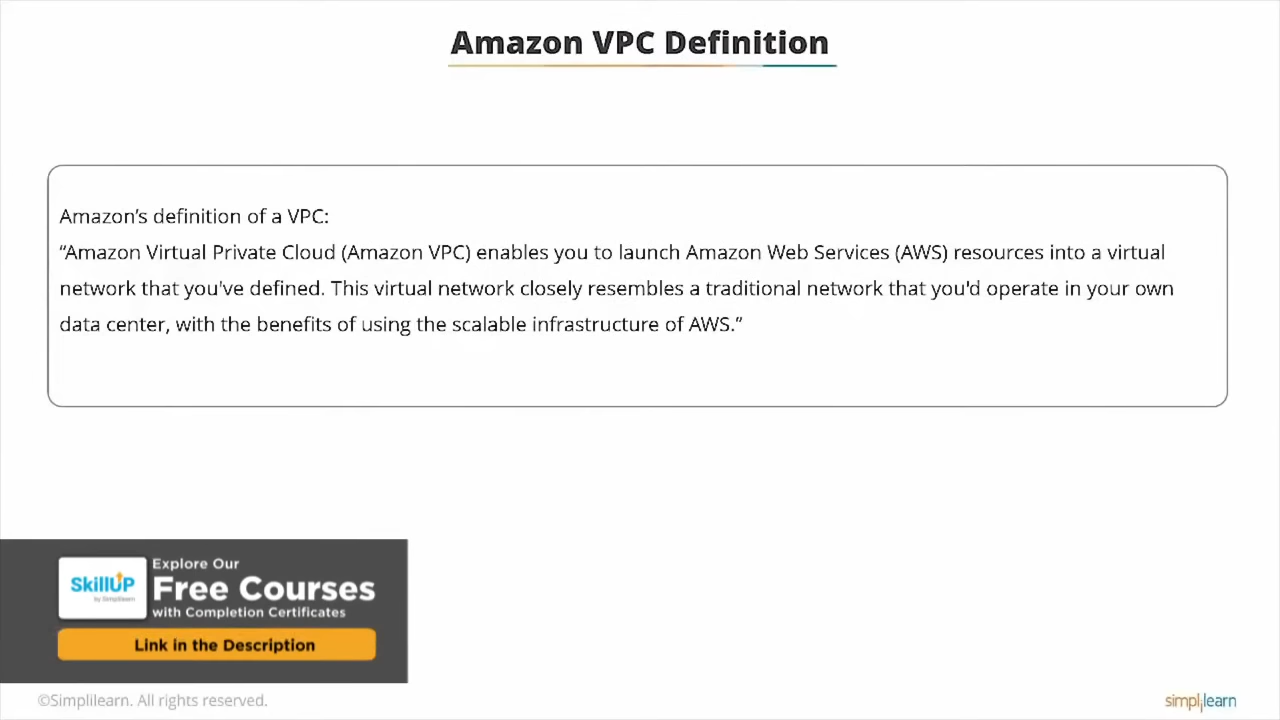 Amazon VPC Definition
Amazon's definition of a VPC:
“Amazon Virtual Private Cloud (Amazon VPC) enables you to launch Amazon Web Services (AWS) resources into a virtual
network that you've defined. This virtual network closely resembles a traditional network that you'd operate in your own
data center, with the benefits of using the scalable infrastructure of AWS.”
Explore Our
SkillUP
by Simplilearn
Free Courses
with Completion Certificates
Link in the Description
©Simplilearn. All rights reserved.
simplilearn